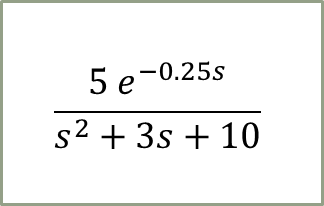 5 e^{-0.25s}
s^2 + 3s + 10